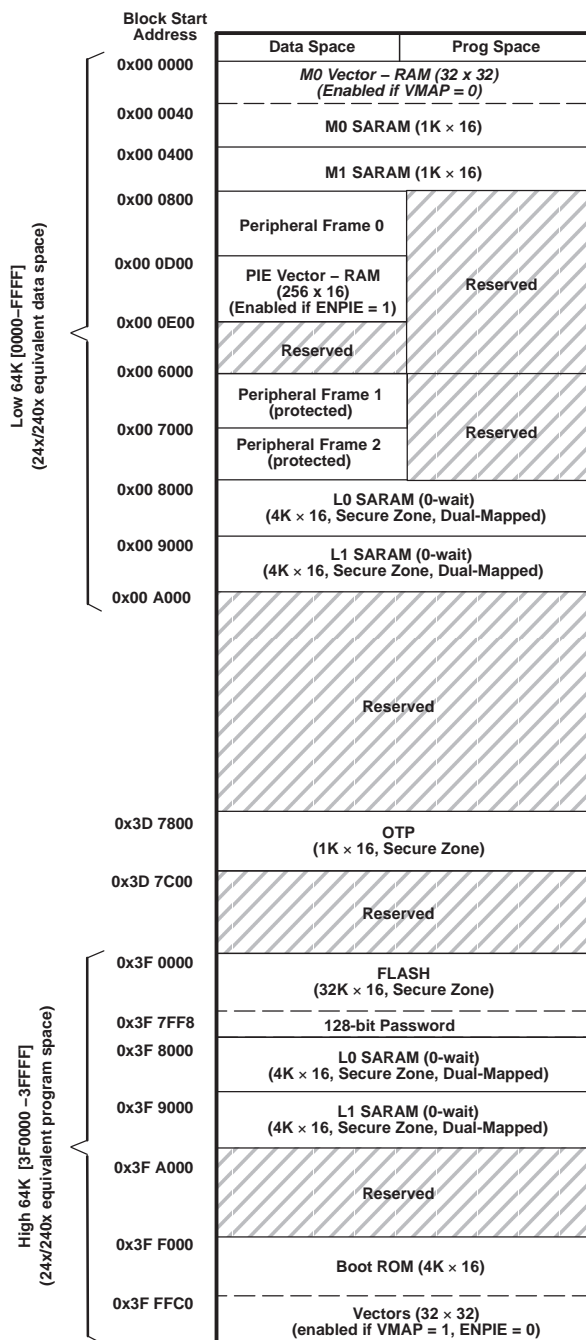 Block Start
Address
Data Space
Prog Space
0x00 0000
M0 Vector – RAM (32 x 32)
(Enabled if VMAP = 0)
0x00 0040
M0 SARAM (1K × 16)
0x00 0400
M1 SARAM (1K × 16)
0x00 0800
Peripheral Frame 0
0x00 0D00
PIE Vector – RAM
(256 x 16)
(Enabled if ENPIE = 1)
Reserved
0x00 0E00
Reserved
0x00 6000
Peripheral Frame 1
(protected)
0x00 7000
Peripheral Frame 2
(protected)
Reserved
0x00 8000
L0 SARAM (0-wait)
(4K × 16, Secure Zone, Dual-Mapped)
0x00 9000
L1 SARAM (0-wait)
(4K × 16, Secure Zone, Dual-Mapped)
0x00 A000
Low 64K [0000–FFFF]
(24x/240x equivalent data space)
Reserved
0x3D 7800
OTP
(1K × 16, Secure Zone)
0x3D 7C00
Reserved
0x3F 0000
FLASH
(32K × 16, Secure Zone)
0x3F 7FF8
128-bit Password
0x3F 8000
L0 SARAM (0-wait)
(4K × 16, Secure Zone, Dual-Mapped)
0x3F 9000
L1 SARAM (0-wait)
(4K × 16, Secure Zone, Dual-Mapped)
0x3F A000
Reserved
0x3F F000
Boot ROM (4K × 16)
0x3F FFC0
Vectors (32 × 32)
(enabled if VMAP = 1, ENPIE = 0)
High 64K [3F0000 –3FFFF]
(24x/240x equivalent program space)